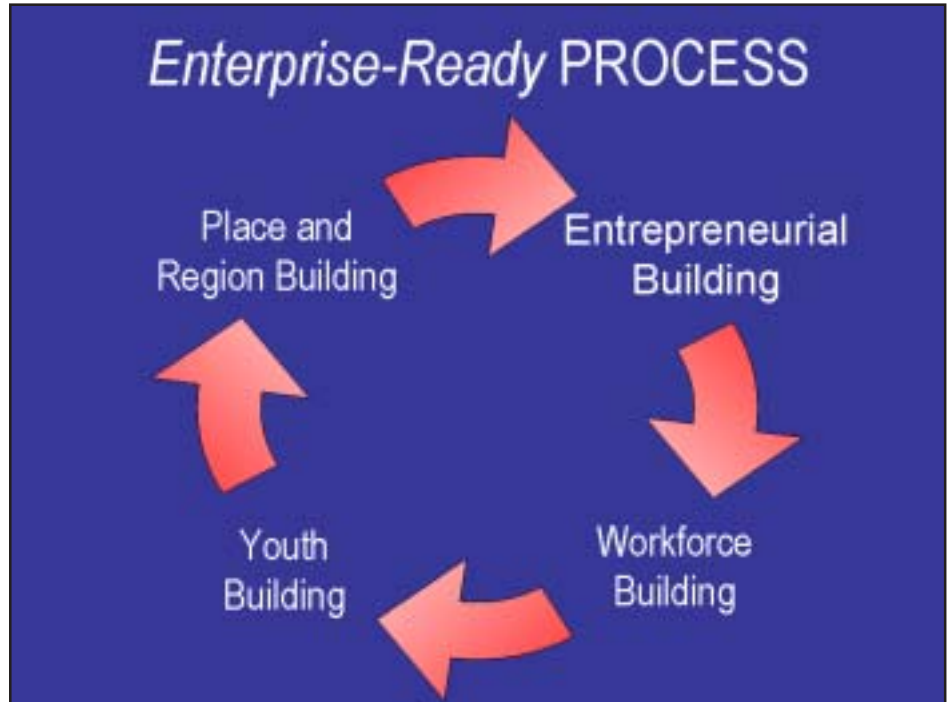 Enterprise-Ready PROCESS
Place and
Region Building
Entrepreneurial
Building
Workforce
Building
Youth
Building